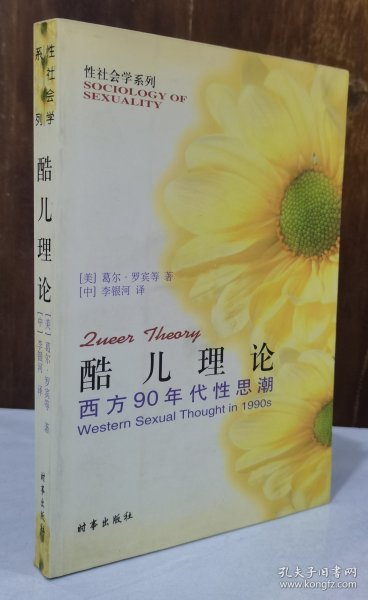 性社会学系列
SOCIOLOGY OF
SEXUALITY
[美] 葛尔·罗宾等 著
[中] 李银河 译
Queer Theory
酷儿理论
西方90年代性思潮
Western Sexual Thought in 1990s
时事出版社
性社会学
系列
酷儿理论
[美] 葛尔·罗宾等 著
[中] 李银河 译
时事出版社
孔夫子旧书网
www.kongfz.com